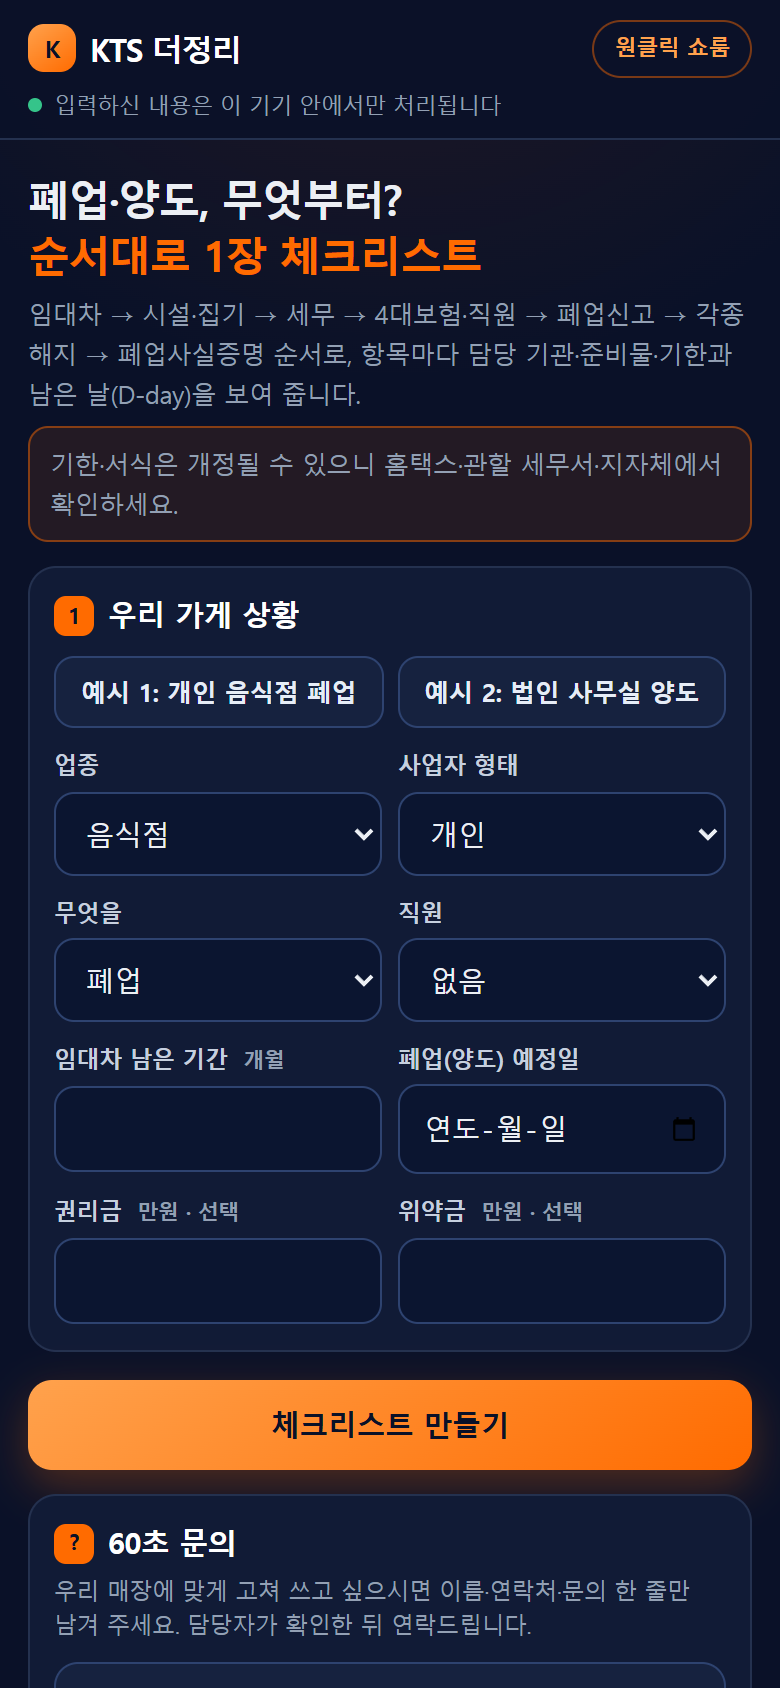 K KTS 더정리 원클릭 쇼룸
입력하신 내용은 이 기기 안에서만 처리됩니다
폐업·양도, 무엇부터?
순서대로 1장 체크리스트
임대차 → 시설·집기 → 세무 → 4대보험·직원 → 폐업신고 → 각종
해지 → 폐업사실증명 순서로, 항목마다 담당 기관·준비물·기한과
남은 날(D-day)을 보여 줍니다.
기한·서식은 개정될 수 있으니 홈택스·관할 세무서·지자체에서
확인하세요.
1 우리 가게 상황
예시 1: 개인 음식점 폐업 예시 2: 법인 사무실 양도
업종 사업자 형태
음식점 개인
무엇을 직원
폐업 없음
임대차 남은 기간 개월 폐업(양도) 예정일
연도-월-일
권리금 만원 · 선택 위약금 만원 · 선택
체크리스트 만들기
? 60초 문의
우리 매장에 맞게 고쳐 쓰고 싶으시면 이름·연락처·문의 한 줄만
남겨 주세요. 담당자가 확인한 뒤 연락드립니다.